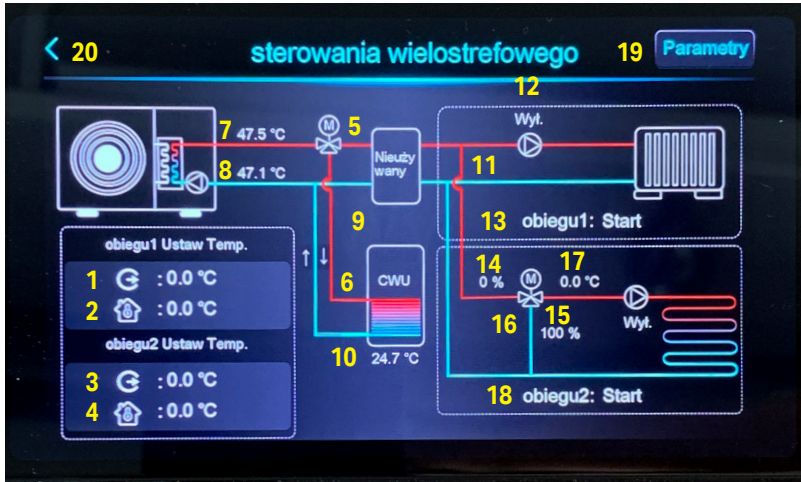 20
sterowania wielostrefowego
19
Parametry
12
Wył.
7
47.5 °C
M
5
8
47.1 °C
Nieuży
wany
11
9
13
obiegu1: Start
obiegu1 Ustaw Temp.
1
:0.0 °C
2
:0.0 °C
obiegu2 Ustaw Temp.
3
:0.0 °C
4
:0.0 °C
6
CWU
10
24.7 °C
14
0 %
M
17
0.0 °C
16
15
100 %
Wył.
18
obiegu2: Start